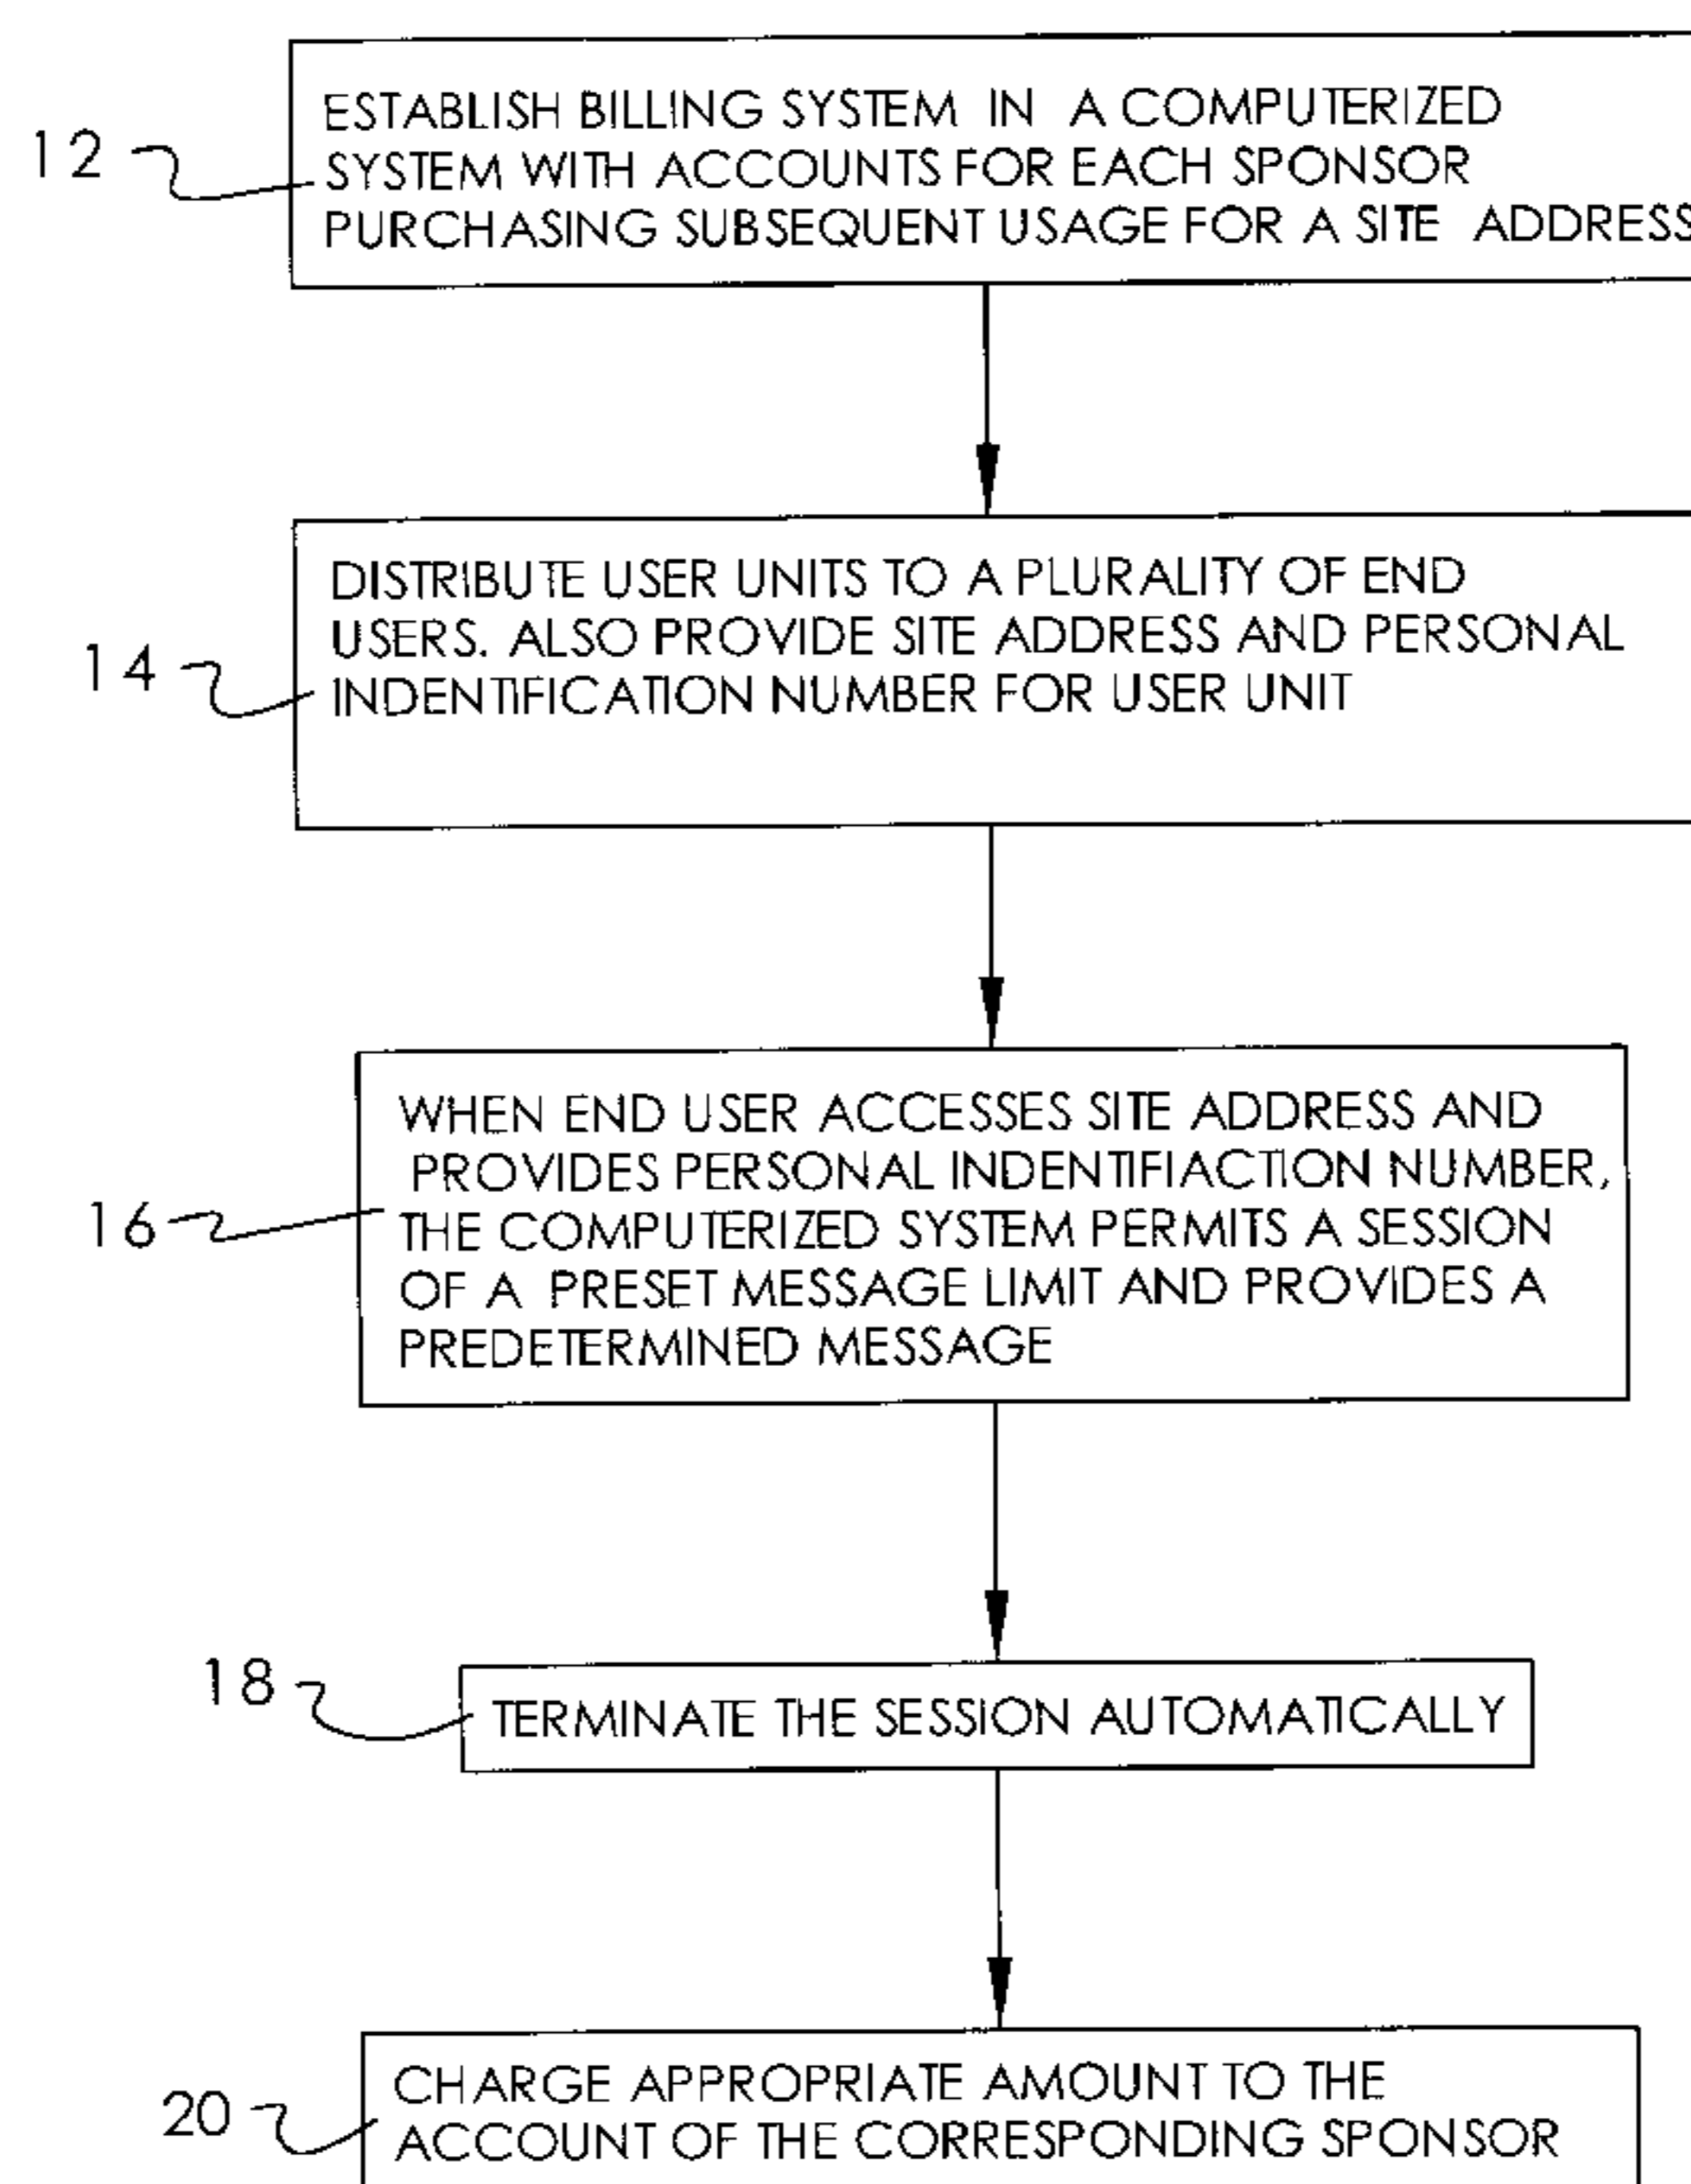 12
ESTABLISH BILLING SYSTEM IN A COMPUTERIZED
SYSTEM WITH ACCOUNTS FOR EACH SPONSOR
PURCHASING SUBSEQUENT USAGE FOR A SITE ADDRESS
14
DISTRIBUTE USER UNITS TO A PLURALITY OF END
USERS. ALSO PROVIDE SITE ADDRESS AND PERSONAL
INDENTIFICATION NUMBER FOR USER UNIT
16
WHEN END USER ACCESSES SITE ADDRESS AND
PROVIDES PERSONAL INDENTIFIACTION NUMBER,
THE COMPUTERIZED SYSTEM PERMITS A SESSION
OF A PRESET MESSAGE LIMIT AND PROVIDES A
PREDETERMINED MESSAGE
18
TERMINATE THE SESSION AUTOMATICALLY
20
CHARGE APPROPRIATE AMOUNT TO THE
ACCOUNT OF THE CORRESPONDING SPONSOR